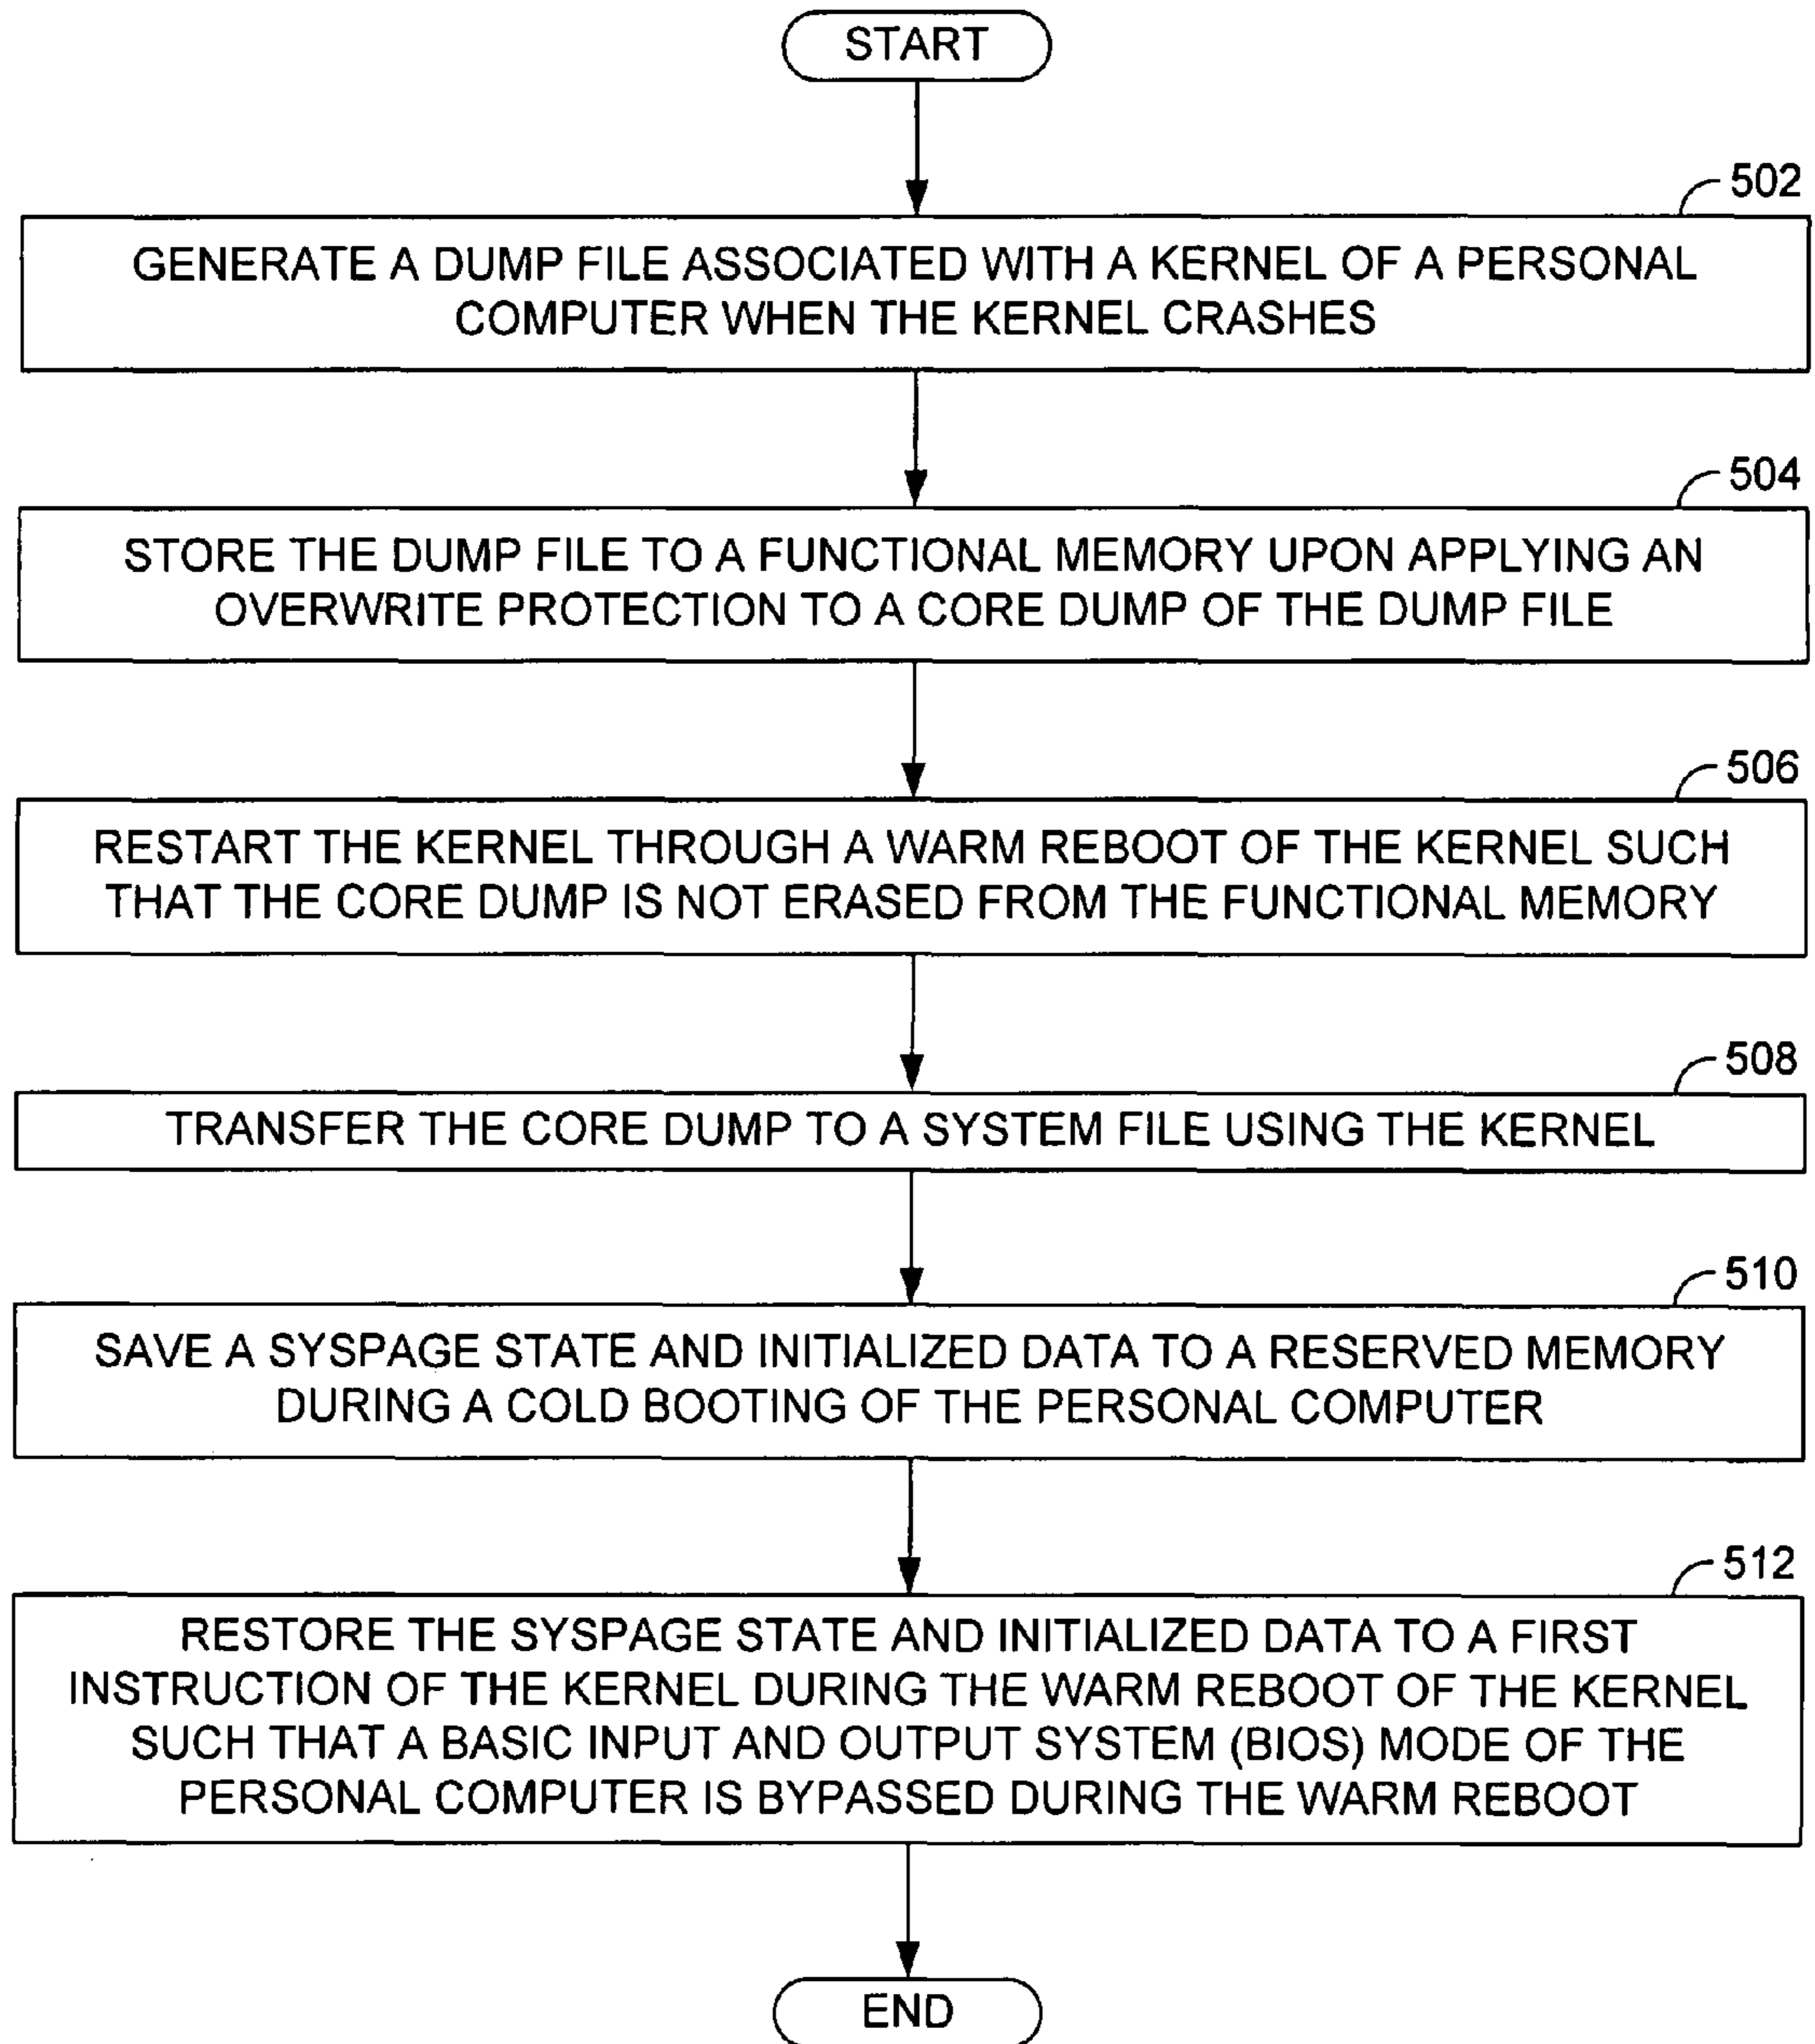 START
502
GENERATE A DUMP FILE ASSOCIATED WITH A KERNEL OF A PERSONAL
COMPUTER WHEN THE KERNEL CRASHES
504
STORE THE DUMP FILE TO A FUNCTIONAL MEMORY UPON APPLYING AN
OVERWRITE PROTECTION TO A CORE DUMP OF THE DUMP FILE
506
RESTART THE KERNEL THROUGH A WARM REBOOT OF THE KERNEL SUCH
THAT THE CORE DUMP IS NOT ERASED FROM THE FUNCTIONAL MEMORY
508
TRANSFER THE CORE DUMP TO A SYSTEM FILE USING THE KERNEL
510
SAVE A SYSPAGE STATE AND INITIALIZED DATA TO A RESERVED MEMORY
DURING A COLD BOOTING OF THE PERSONAL COMPUTER
512
RESTORE THE SYSPAGE STATE AND INITIALIZED DATA TO A FIRST
INSTRUCTION OF THE KERNEL DURING THE WARM REBOOT OF THE KERNEL
SUCH THAT A BASIC INPUT AND OUTPUT SYSTEM (BIOS) MODE OF THE
PERSONAL COMPUTER IS BYPASSED DURING THE WARM REBOOT
END